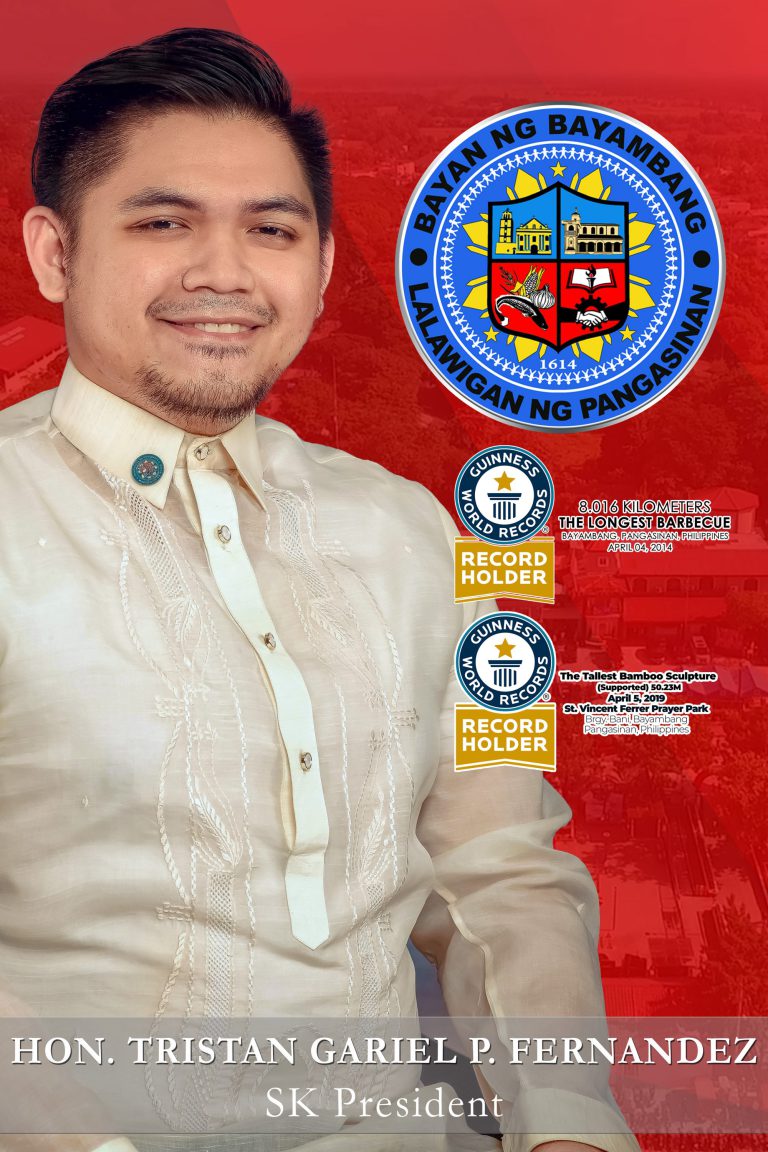 BAYAN NG BAYAMBANG
LALAWIGAN NG PANGASINAN
1614
GUINNESS
WORLD RECORDS
®
RECORD
HOLDER
8.016 KILOMETERS
THE LONGEST BARBECUE
BAYAMBANG, PANGASINAN, PHILIPPINES
APRIL 04, 2014
GUINNESS
WORLD RECORDS
®
RECORD
HOLDER
The Tallest Bamboo Sculpture
(Supported) 50.23M
April 5, 2019
St. Vincent Ferrer Prayer Park
Brgy. Bani, Bayambang
Pangasinan, Philippines
HON. TRISTAN GARIEL P. FERNANDEZ
SK President